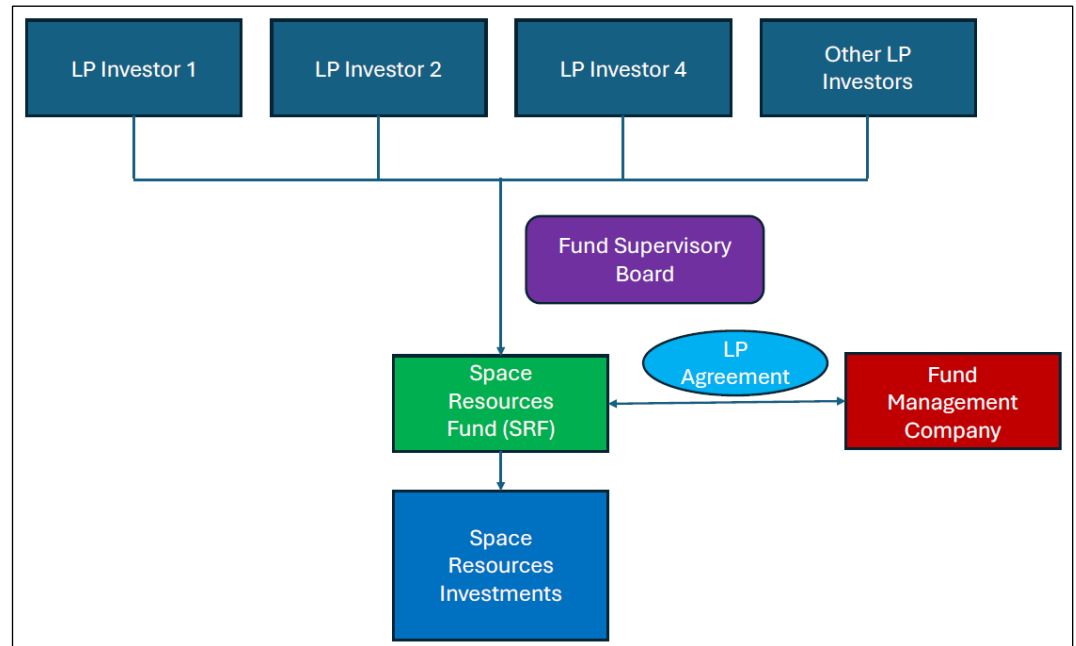 LP Investor 1
LP Investor 2
LP Investor 4
Other LP
Investors
Fund Supervisory
Board
LP
Agreement
Space
Resources
Fund (SRF)
Fund
Management
Company
Space
Resources
Investments